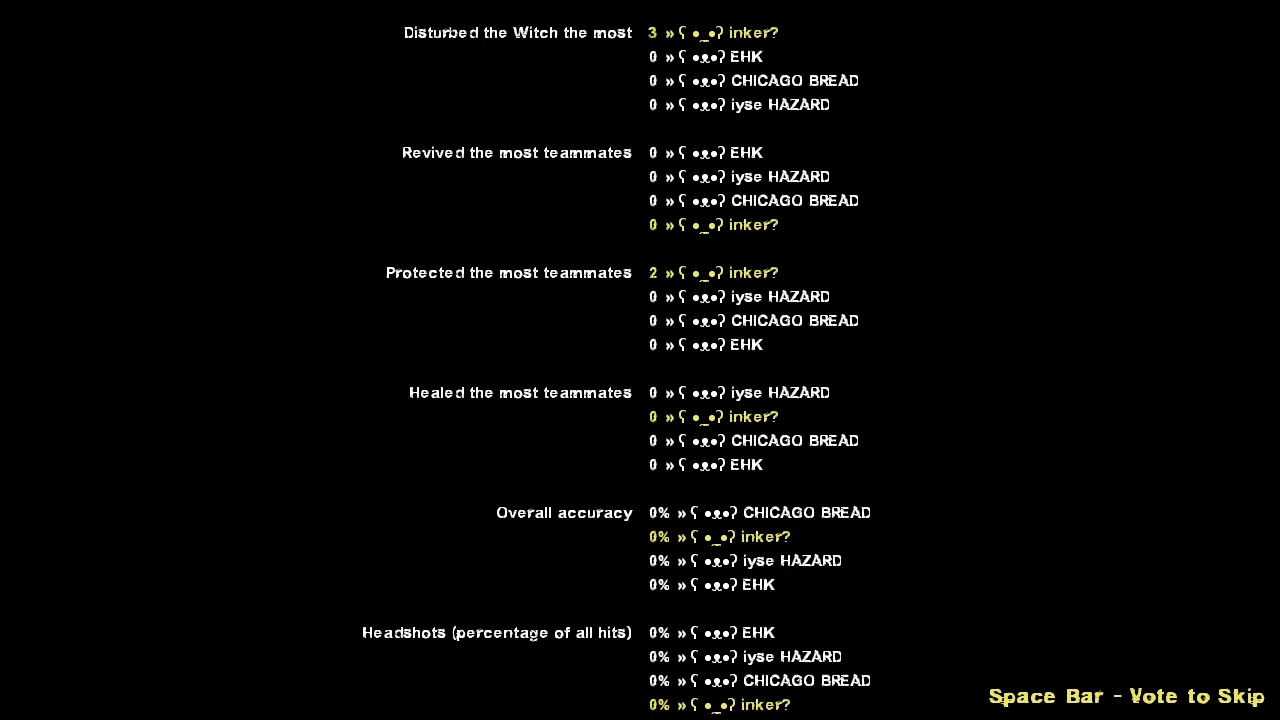 Disturbed the Witch the most 3 » ʕ •͜_•ʔ inker?
0 » ʕ •ᴥ•ʔ EHK
0 » ʕ •ᴥ•ʔ CHICAGO BREAD
0 » ʕ •ᴥ•ʔ iyse HAZARD
Revived the most teammates 0 » ʕ •ᴥ•ʔ EHK
0 » ʕ •ᴥ•ʔ iyse HAZARD
0 » ʕ •ᴥ•ʔ CHICAGO BREAD
0 » ʕ •͜_•ʔ inker?
Protected the most teammates 2 » ʕ •͜_•ʔ inker?
0 » ʕ •ᴥ•ʔ iyse HAZARD
0 » ʕ •ᴥ•ʔ CHICAGO BREAD
0 » ʕ •ᴥ•ʔ EHK
Healed the most teammates 0 » ʕ •ᴥ•ʔ iyse HAZARD
0 » ʕ •͜_•ʔ inker?
0 » ʕ •ᴥ•ʔ CHICAGO BREAD
0 » ʕ •ᴥ•ʔ EHK
Overall accuracy 0% » ʕ •ᴥ•ʔ CHICAGO BREAD
0% » ʕ •͜_•ʔ inker?
0% » ʕ •ᴥ•ʔ iyse HAZARD
0% » ʕ •ᴥ•ʔ EHK
Headshots (percentage of all hits) 0% » ʕ •ᴥ•ʔ EHK
0% » ʕ •ᴥ•ʔ iyse HAZARD
0% » ʕ •ᴥ•ʔ CHICAGO BREAD
0% » ʕ •͜_•ʔ inker?
Space Bar - Vote to Skip